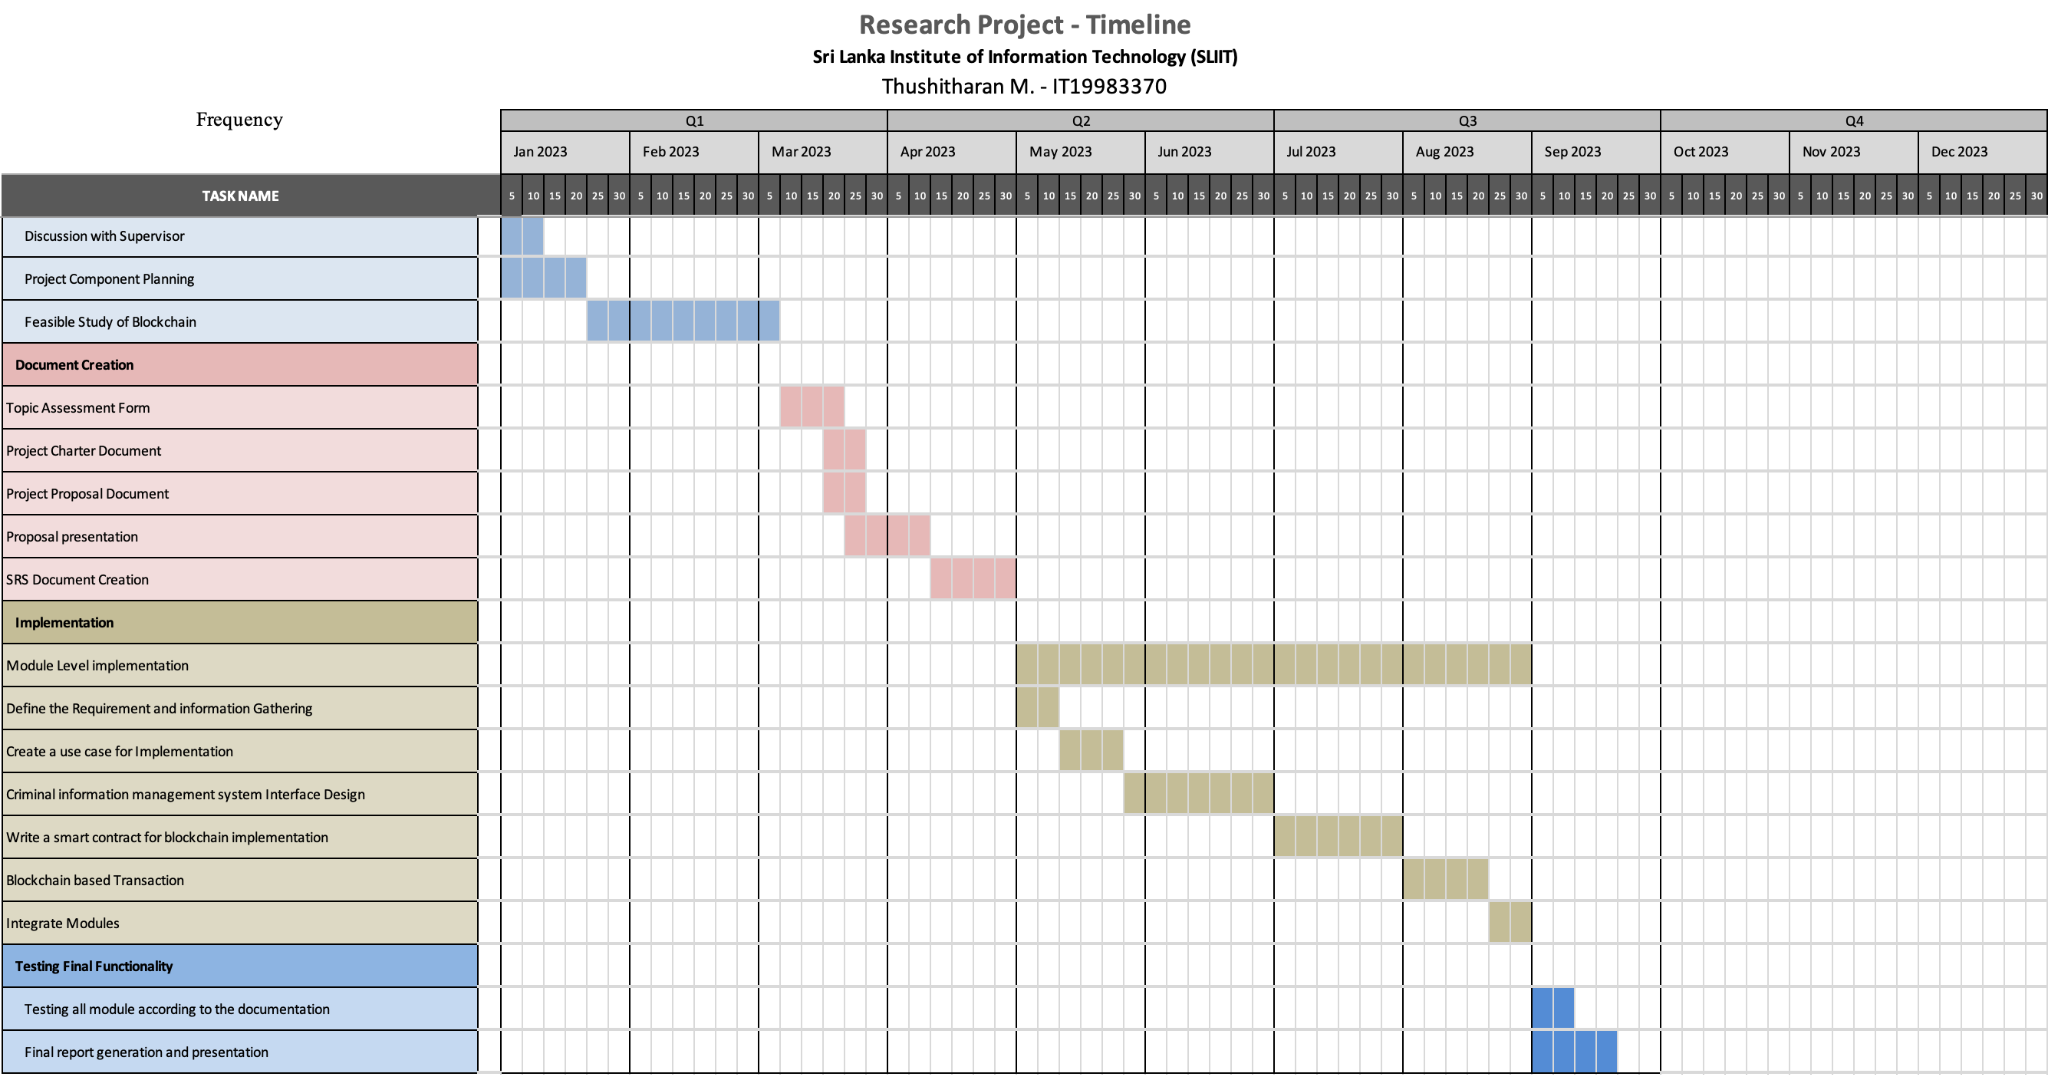 Research Project - Timeline
Sri Lanka Institute of Information Technology (SLIIT)
Thushitharan M. - IT19983370
Frequency
Q1 Q2 Q3 Q4
Jan 2023 Feb 2023 Mar 2023 Apr 2023 May 2023 Jun 2023 Jul 2023 Aug 2023 Sep 2023 Oct 2023 Nov 2023 Dec 2023
TASK NAME 5 10 15 20 25 30 5 10 15 20 25 30 5 10 15 20 25 30 5 10 15 20 25 30 5 10 15 20 25 30 5 10 15 20 25 30 5 10 15 20 25 30 5 10 15 20 25 30 5 10 15 20 25 30 5 10 15 20 25 30 5 10 15 20 25 30 5 10 15 20 25 30
Discussion with Supervisor
Project Component Planning
Feasible Study of Blockchain
Document Creation
Topic Assessment Form
Project Charter Document
Project Proposal Document
Proposal presentation
SRS Document Creation
Implementation
Module Level implementation
Define the Requirement and information Gathering
Create a use case for Implementation
Criminal information management system Interface Design
Write a smart contract for blockchain implementation
Blockchain based Transaction
Integrate Modules
Testing Final Functionality
Testing all module according to the documentation
Final report generation and presentation